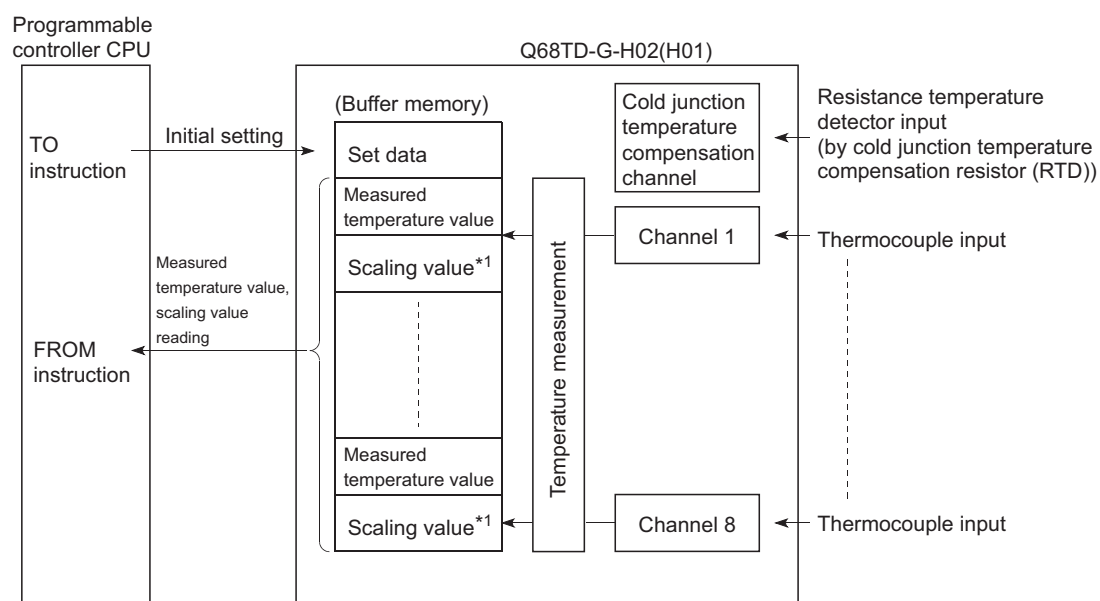 Programmable
controller CPU
Q68TD-G-H02(H01)
(Buffer memory)
Cold junction
temperature
compensation
channel
Resistance temperature
detector input
(by cold junction temperature
compensation resistor (RTD))
TO
instruction
Initial setting
Set data
Measured
temperature value
Channel 1
Thermocouple input
Scaling value*1
Measured
temperature value,
scaling value
reading
Temperature measurement
FROM
instruction
Measured
temperature value
Scaling value*1
Channel 8
Thermocouple input